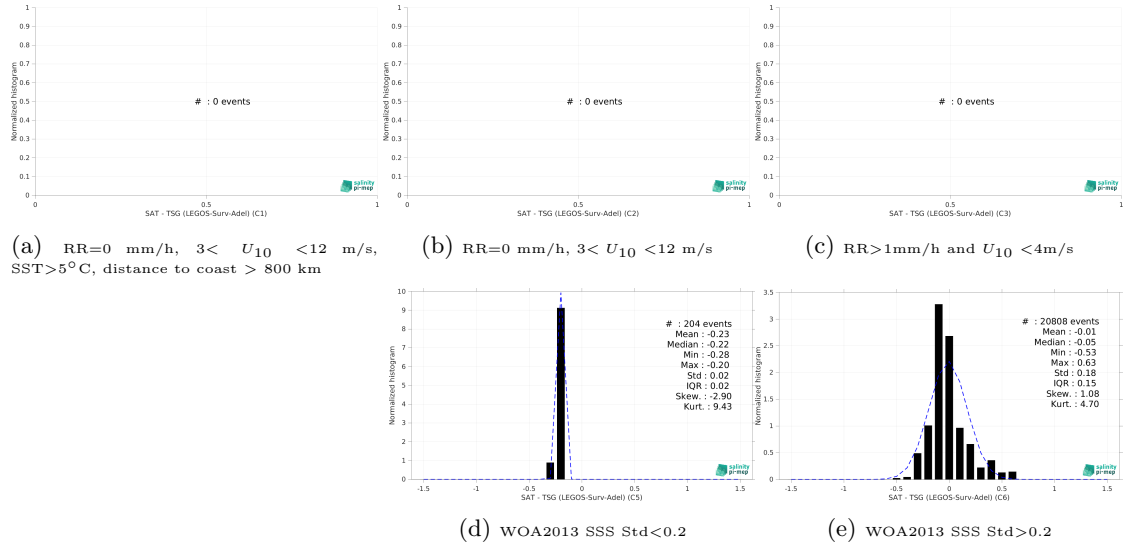 1
0.9
0.8
0.7
0.6
0.5
0.4
0.3
0.2
0.1
0
Normalized histogram
# : 0 events
salinity
pi-mep
0 0.5 1
SAT - TSG (LEGOS-Surv-Adel) (C1)
(a) RR=0 mm/h, 3< U10 <12 m/s,
SST>5°C, distance to coast > 800 km
1
0.9
0.8
0.7
0.6
0.5
0.4
0.3
0.2
0.1
0
Normalized histogram
# : 0 events
salinity
pi-mep
0 0.5 1
SAT - TSG (LEGOS-Surv-Adel) (C2)
(b) RR=0 mm/h, 3< U10 <12 m/s
1
0.9
0.8
0.7
0.6
0.5
0.4
0.3
0.2
0.1
0
Normalized histogram
# : 0 events
salinity
pi-mep
0 0.5 1
SAT - TSG (LEGOS-Surv-Adel) (C3)
(c) RR>1mm/h and U10 <4m/s
10
9
8
7
6
5
4
3
2
1
0
Normalized histogram
# : 204 events
Mean : -0.23
Median : -0.22
Min : -0.28
Max : -0.20
Std : 0.02
IQR : 0.02
Skew. : -2.90
Kurt. : 9.43
salinity
pi-mep
-1.5 -1 -0.5 0 0.5 1 1.5
SAT - TSG (LEGOS-Surv-Adel) (C5)
(d) WOA2013 SSS Std<0.2
3.5
3
2.5
2
1.5
1
0.5
0
Normalized histogram
# : 20808 events
Mean : -0.01
Median : -0.05
Min : -0.53
Max : 0.63
Std : 0.18
IQR : 0.15
Skew. : 1.08
Kurt. : 4.70
salinity
pi-mep
-1.5 -1 -0.5 0 0.5 1 1.5
SAT - TSG (LEGOS-Surv-Adel) (C6)
(e) WOA2013 SSS Std>0.2